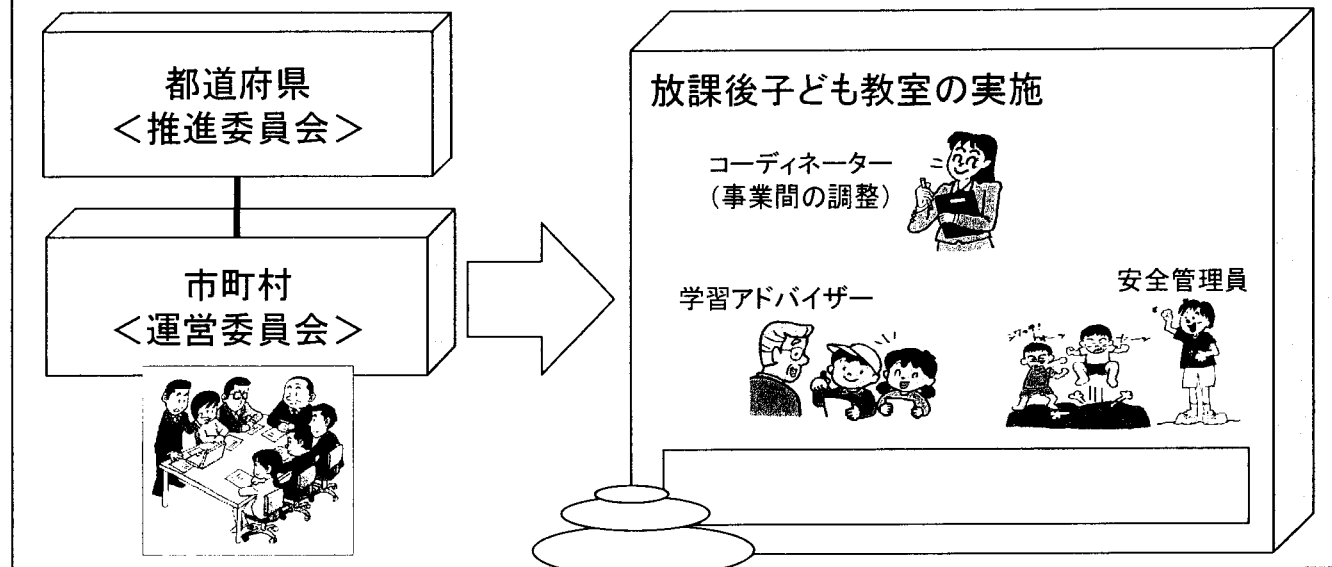 都道府県
＜推進委員会＞
市町村
＜運営委員会＞
放課後子ども教室の実施
コーディネーター
（事業間の調整）
学習アドバイザー
安全管理員